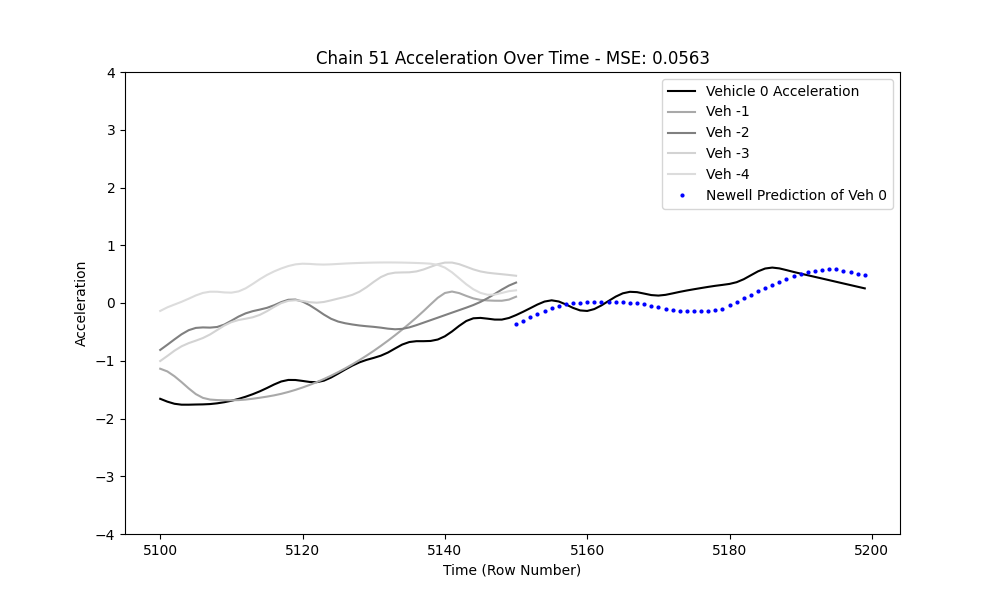 Chain 51 Acceleration Over Time - MSE: 0.0563
Vehicle 0 Acceleration
Veh -1
Veh -2
Veh -3
Veh -4
Newell Prediction of Veh 0
Acceleration
4
3
2
1
0
−1
−2
−3
−4
5100
5120
5140
5160
5180
5200
Time (Row Number)